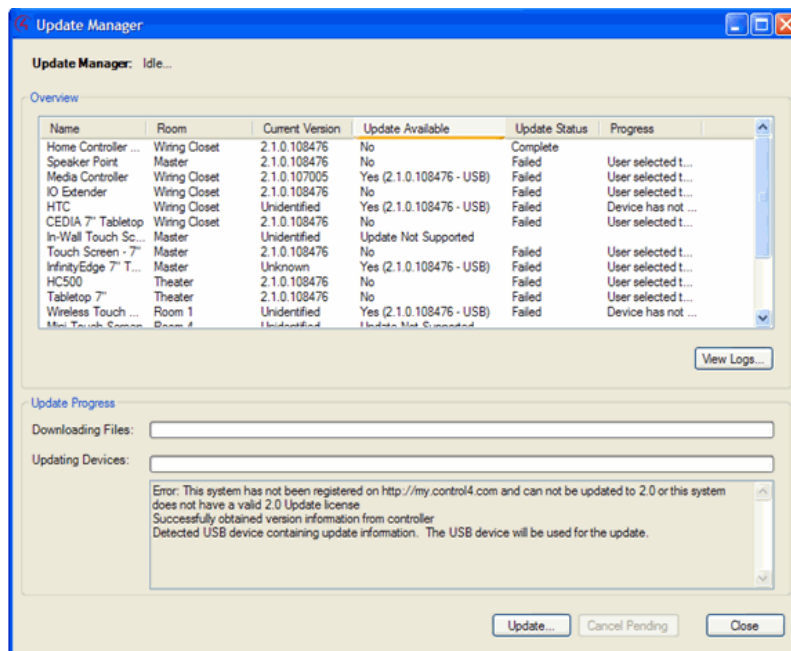 Update Manager
Update Manager: Idle...
Overview
Name Room Current Version Update Available Update Status Progress
Home Controller ... Wiring Closet 2.1.0.108476 No Complete
Speaker Point Master 2.1.0.108476 No Failed User selected t...
Media Controller Wiring Closet 2.1.0.107005 Yes (2.1.0.108476 - USB) Failed User selected t...
IO Extender Wiring Closet 2.1.0.108476 No Failed User selected t...
HTC Wiring Closet Unidentified Yes (2.1.0.108476 - USB) Failed Device has not ...
CEDIA 7" Tabletop Wiring Closet 2.1.0.108476 No Failed User selected t...
In-Wall Touch Sc... Master Unidentified Update Not Supported
Touch Screen - 7" Master 2.1.0.108476 No Failed User selected t...
InfinityEdge 7" T... Master Unknown Yes (2.1.0.108476 - USB) Failed User selected t...
HC500 Theater 2.1.0.108476 No Failed User selected t...
Tabletop 7" Theater 2.1.0.108476 No Failed User selected t...
Wireless Touch ... Room 1 Unidentified Yes (2.1.0.108476 - USB) Failed Device has not ...
Mini Touch Screen Room 4 Unidentified Update Not Supported
View Logs...
Update Progress
Downloading Files:
Updating Devices:
Error: This system has not been registered on http://my.control4.com and can not be updated to 2.0 or this system
does not have a valid 2.0 Update license
Successfully obtained version information from controller
Detected USB device containing update information. The USB device will be used for the update.
Update... Cancel Pending Close